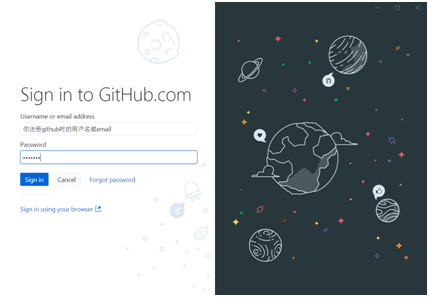 Sign in to GitHub.com
Username or email address
你注册github时的用户名或email
Password
•••••••
Sign in Cancel Forgot password
Sign in using your browser
n